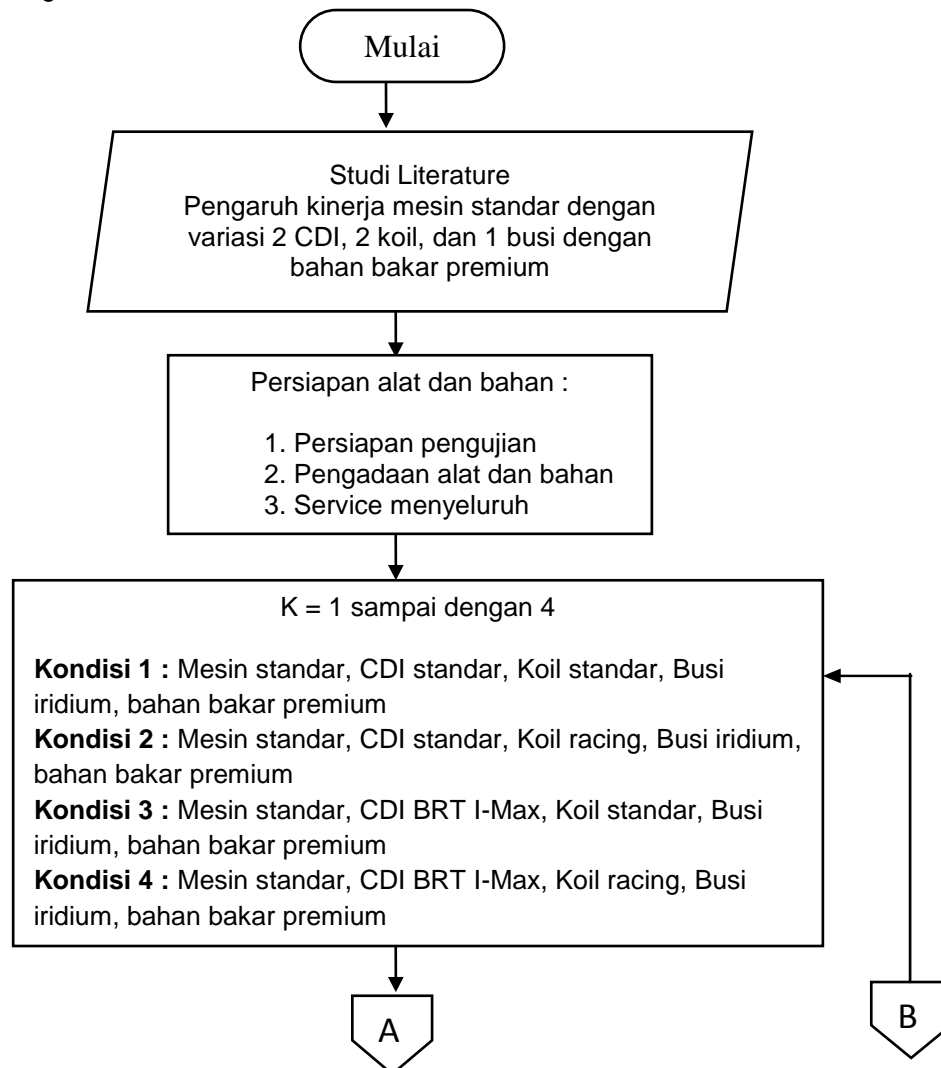 Mulai
Studi Literature
Pengaruh kinerja mesin standar dengan
variasi 2 CDI, 2 koil, dan 1 busi dengan
bahan bakar premium
Persiapan alat dan bahan :
1. Persiapan pengujian
2. Pengadaan alat dan bahan
3. Service menyeluruh
K = 1 sampai dengan 4
Kondisi 1 : Mesin standar, CDI standar, Koil standar, Busi
iridium, bahan bakar premium
Kondisi 2 : Mesin standar, CDI standar, Koil racing, Busi iridium,
bahan bakar premium
Kondisi 3 : Mesin standar, CDI BRT I-Max, Koil standar, Busi
iridium, bahan bakar premium
Kondisi 4 : Mesin standar, CDI BRT I-Max, Koil racing, Busi
iridium, bahan bakar premium
A
B